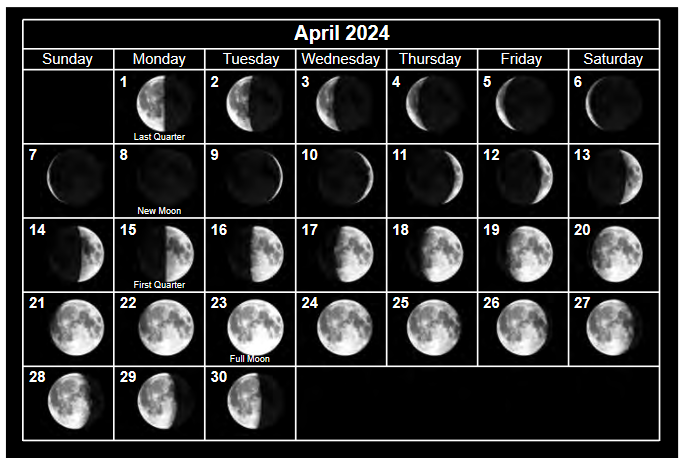 April 2024
Sunday Monday Tuesday Wednesday Thursday Friday Saturday
1 2 3 4 5 6
Last Quarter
7 8 9 10 11 12 13
New Moon
14 15 16 17 18 19 20
First Quarter
21 22 23 24 25 26 27
Full Moon
28 29 30